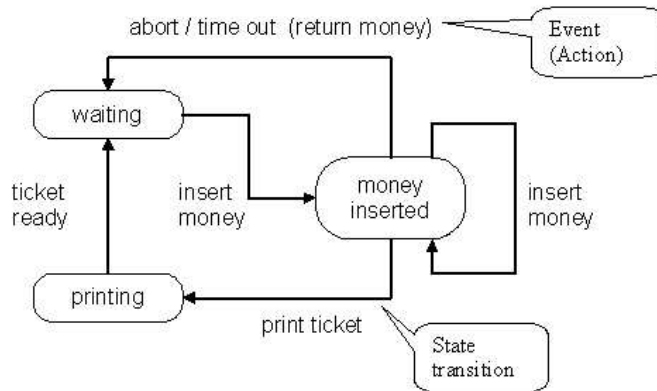 abort / time out (return money)
Event
(Action)
waiting
ticket
ready
insert
money
money
inserted
insert
money
printing
print ticket
State
transition